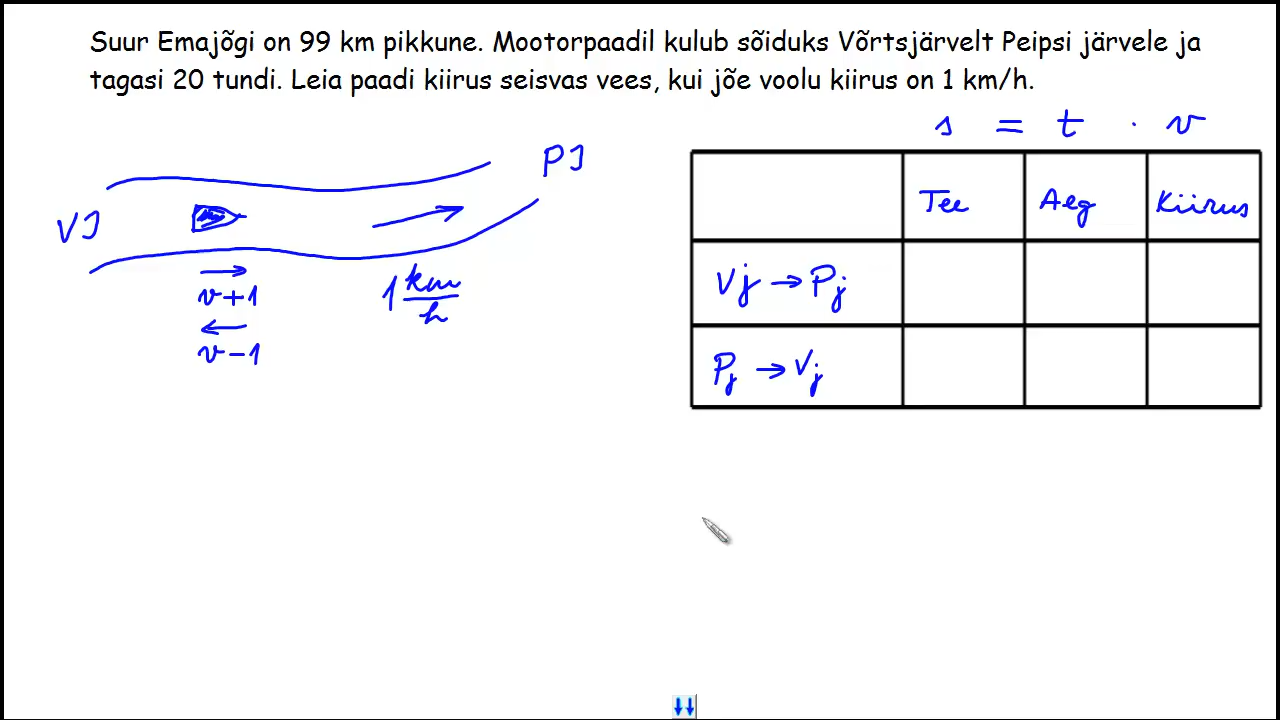 Suur Emajõgi on 99 km pikkune. Mootorpaadil kulub sõiduks Võrtsjärvelt Peipsi järvele ja
tagasi 20 tundi. Leia paadi kiirus seisvas vees, kui jõe voolu kiirus on 1 km/h.
s = t · v
PJ
VJ
v+1
v-1
1 km/h
Tee Aeg Kiirus
Vj → Pj
Pj → Vj